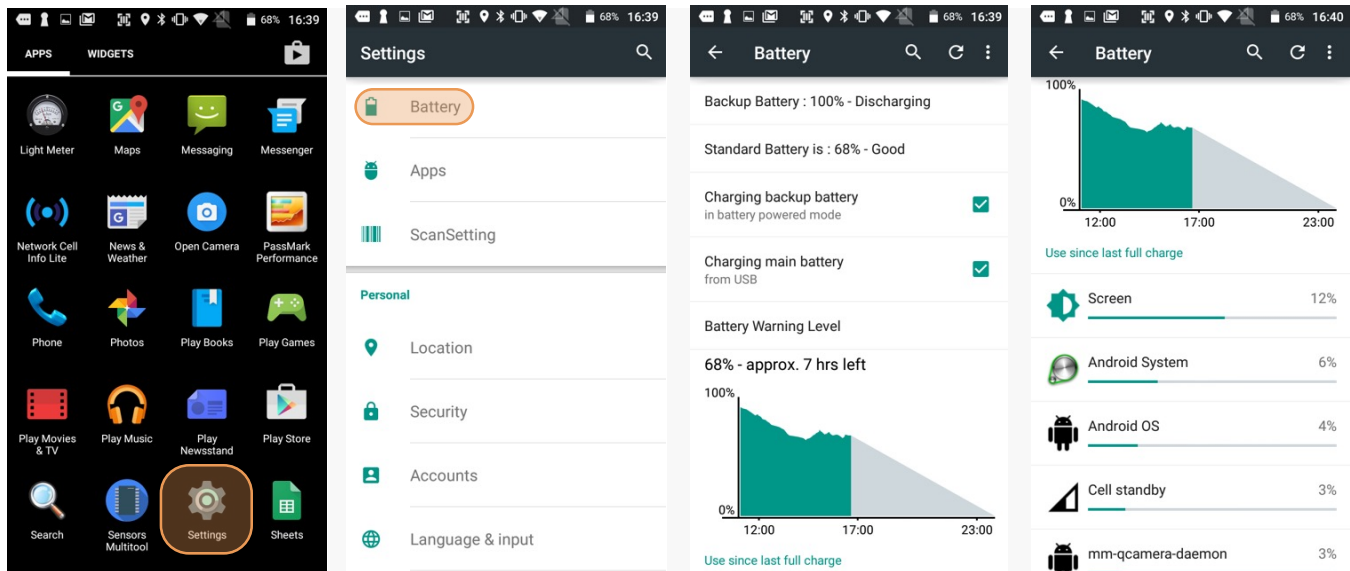 68% 16:39
APPS WIDGETS
Light Meter Maps Messaging Messenger
Network Cell Info Lite News & Weather Open Camera PassMark Performance
Phone Photos Play Books Play Games
Play Movies & TV Play Music Play Newsstand Play Store
Search Sensors Multitool Settings Sheets
68% 16:39
Settings
Battery
Apps
ScanSetting
Personal
Location
Security
Accounts
Language & input
68% 16:39
Battery
Backup Battery : 100% - Discharging
Standard Battery is : 68% - Good
Charging backup battery
in battery powered mode
Charging main battery
from USB
Battery Warning Level
68% - approx. 7 hrs left
100%
0%
12:00 17:00 23:00
Use since last full charge
68% 16:40
Battery
100%
0%
12:00 17:00 23:00
Use since last full charge
Screen 12%
Android System 6%
Android OS 4%
Cell standby 3%
mm-qcamera-daemon 3%